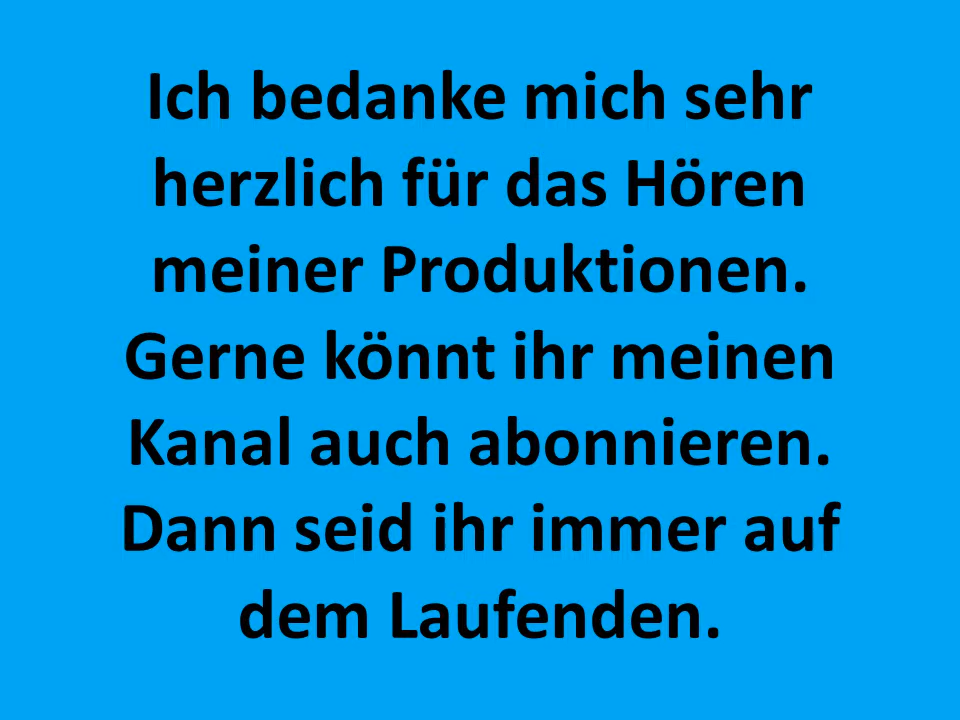 Ich bedanke mich sehr
herzlich für das Hören
meiner Produktionen.
Gerne könnt ihr meinen
Kanal auch abonnieren.
Dann seid ihr immer auf
dem Laufenden.